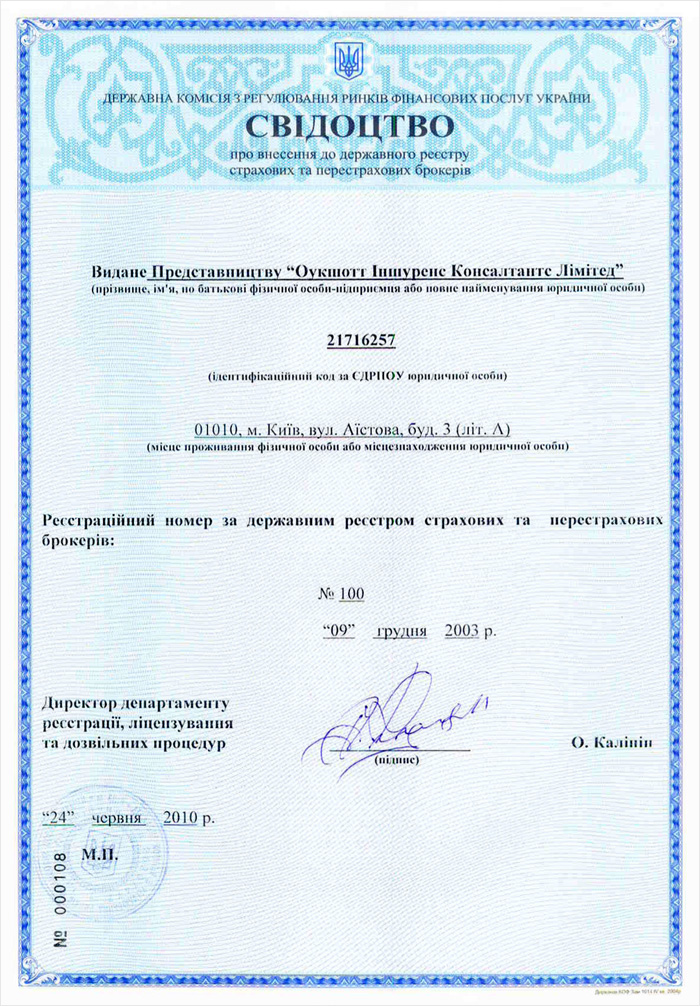 ДЕРЖАВНА КОМІСІЯ З РЕГУЛЮВАННЯ РИНКІВ ФІНАНСОВИХ ПОСЛУГ УКРАЇНИ
СВІДОЦТВО
про внесення до державного реєстру
страхових та перестрахових брокерів
Видане Представництву “Оукшотт Іншуренс Консалтантс Лімітед”
(прізвище, ім'я, по батькові фізичної особи-підприємця або повне найменування юридичної особи)
21716257
(ідентифікаційний код за ЄДРПОУ юридичної особи)
01010, м. Київ, вул. Аїстова, буд. 3 (літ. А)
(місце проживання фізичної особи або місцезнаходження юридичної особи)
Реєстраційний номер за державним реєстром страхових та перестрахових
брокерів:
№ 100
“09” грудня 2003 р.
Директор департаменту
реєстрації, ліцензування
та дозвільних процедур
О. Калінін
(підпис)
“24” червня 2010 р.
М.П.
№ 000108